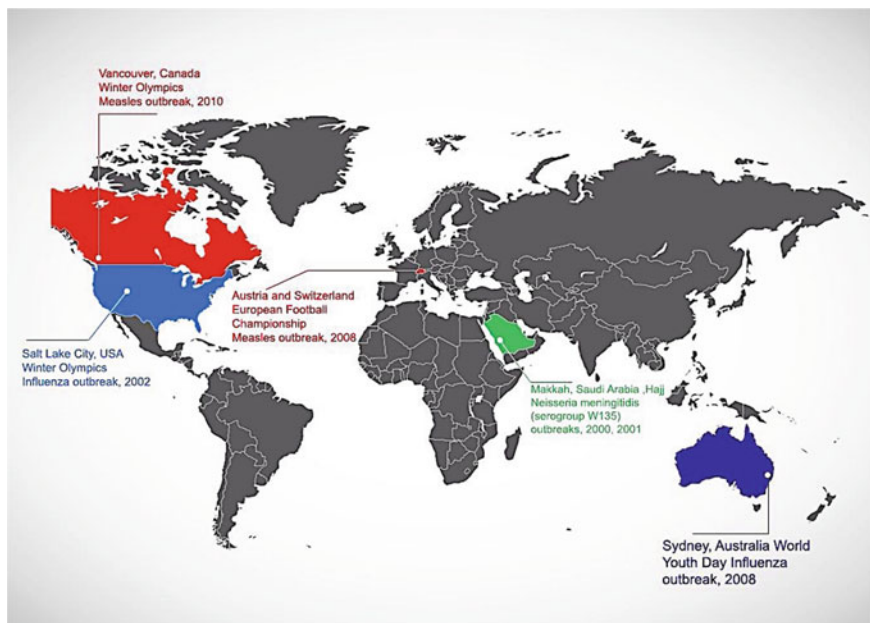 Vancouver, Canada
Winter Olympics
Measles outbreak, 2010
Austria and Switzerland
European Football
Championship
Measles outbreak, 2008
Salt Lake City, USA
Winter Olympics
Influenza outbreak, 2002
Makkah, Saudi Arabia ,Hajj
Neisseria meningitidis
(serogroup W135)
outbreaks, 2000, 2001
Sydney, Australia World
Youth Day Influenza
outbreak, 2008